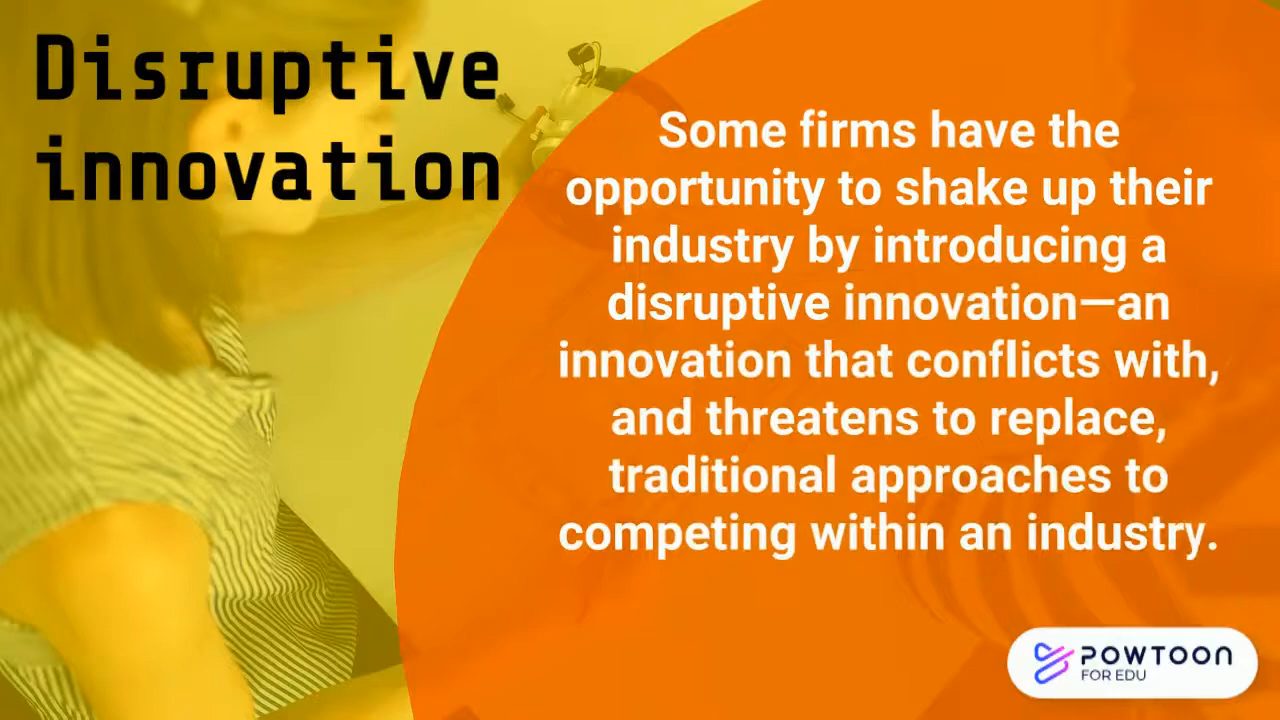 Disruptive
innovation
Some firms have the
opportunity to shake up their
industry by introducing a
disruptive innovation—an
innovation that conflicts with,
and threatens to replace,
traditional approaches to
competing within an industry.
POWTOON
FOR EDU